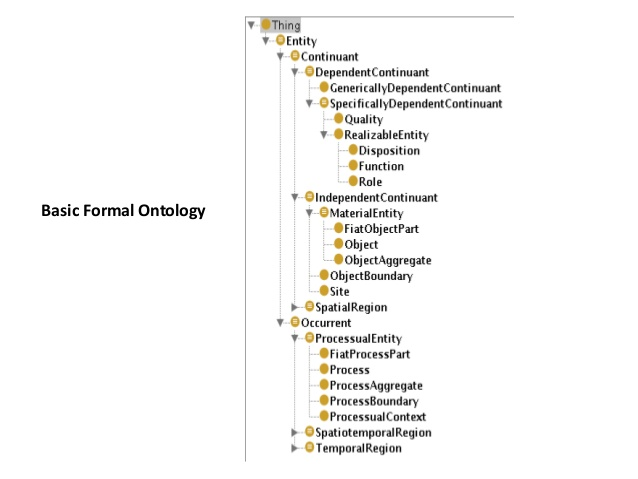 Thing
Entity
Continuant
DependentContinuant
GenericallyDependentContinuant
SpecificallyDependentContinuant
Quality
RealizableEntity
Disposition
Function
Role
IndependentContinuant
Basic Formal Ontology
MaterialEntity
FiatObjectPart
Object
ObjectAggregate
ObjectBoundary
Site
SpatialRegion
Occurrent
ProcessualEntity
FiatProcessPart
Process
ProcessAggregate
ProcessBoundary
ProcessualContext
SpatiotemporalRegion
TemporalRegion